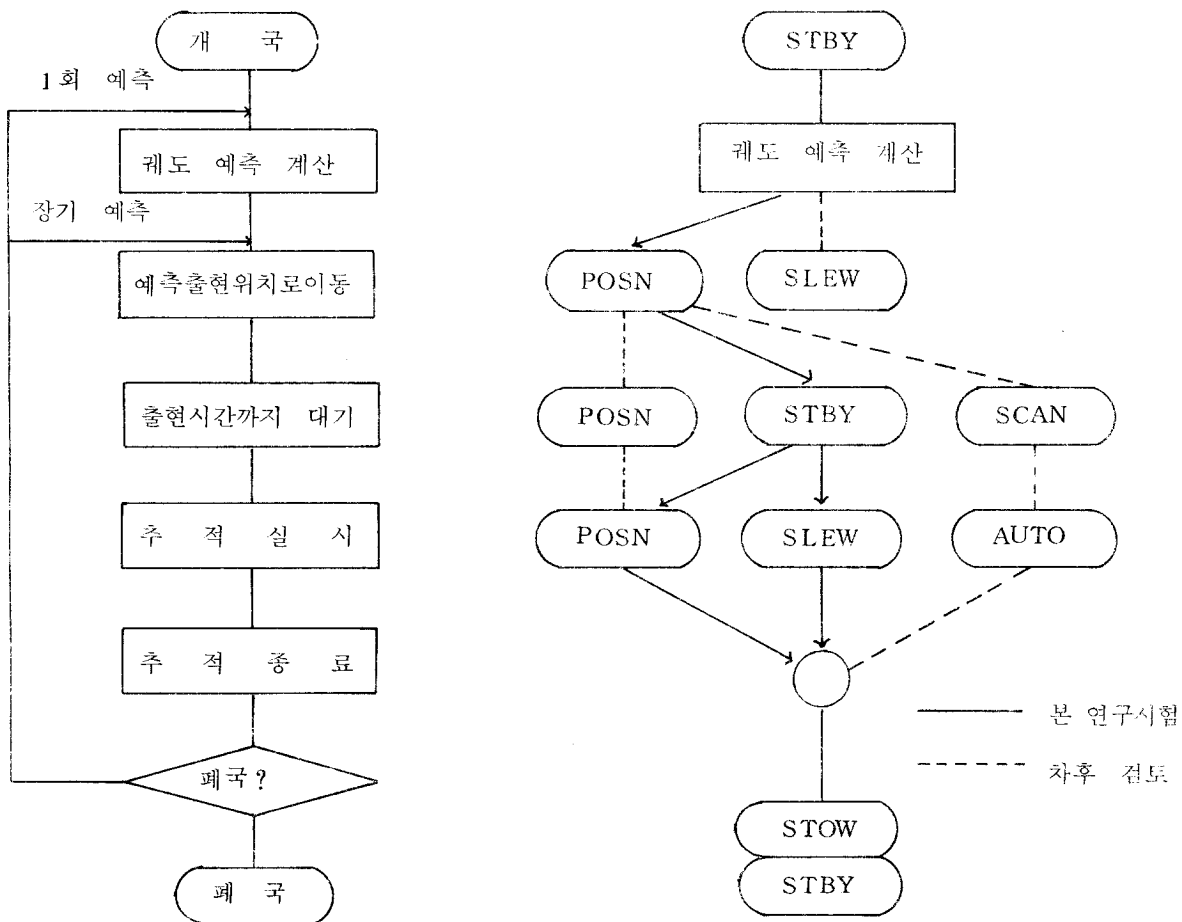 개 국
1회 예측
궤도 예측 계산
장기 예측
예측출현위치로이동
출현시간까지 대기
추 적 실 시
추 적 종 료
폐국?
폐 국
STBY
궤도 예측 계산
POSN
SLEW
POSN
STBY
SCAN
POSN
SLEW
AUTO
본 연구시험
차후 검토
STOW
STBY